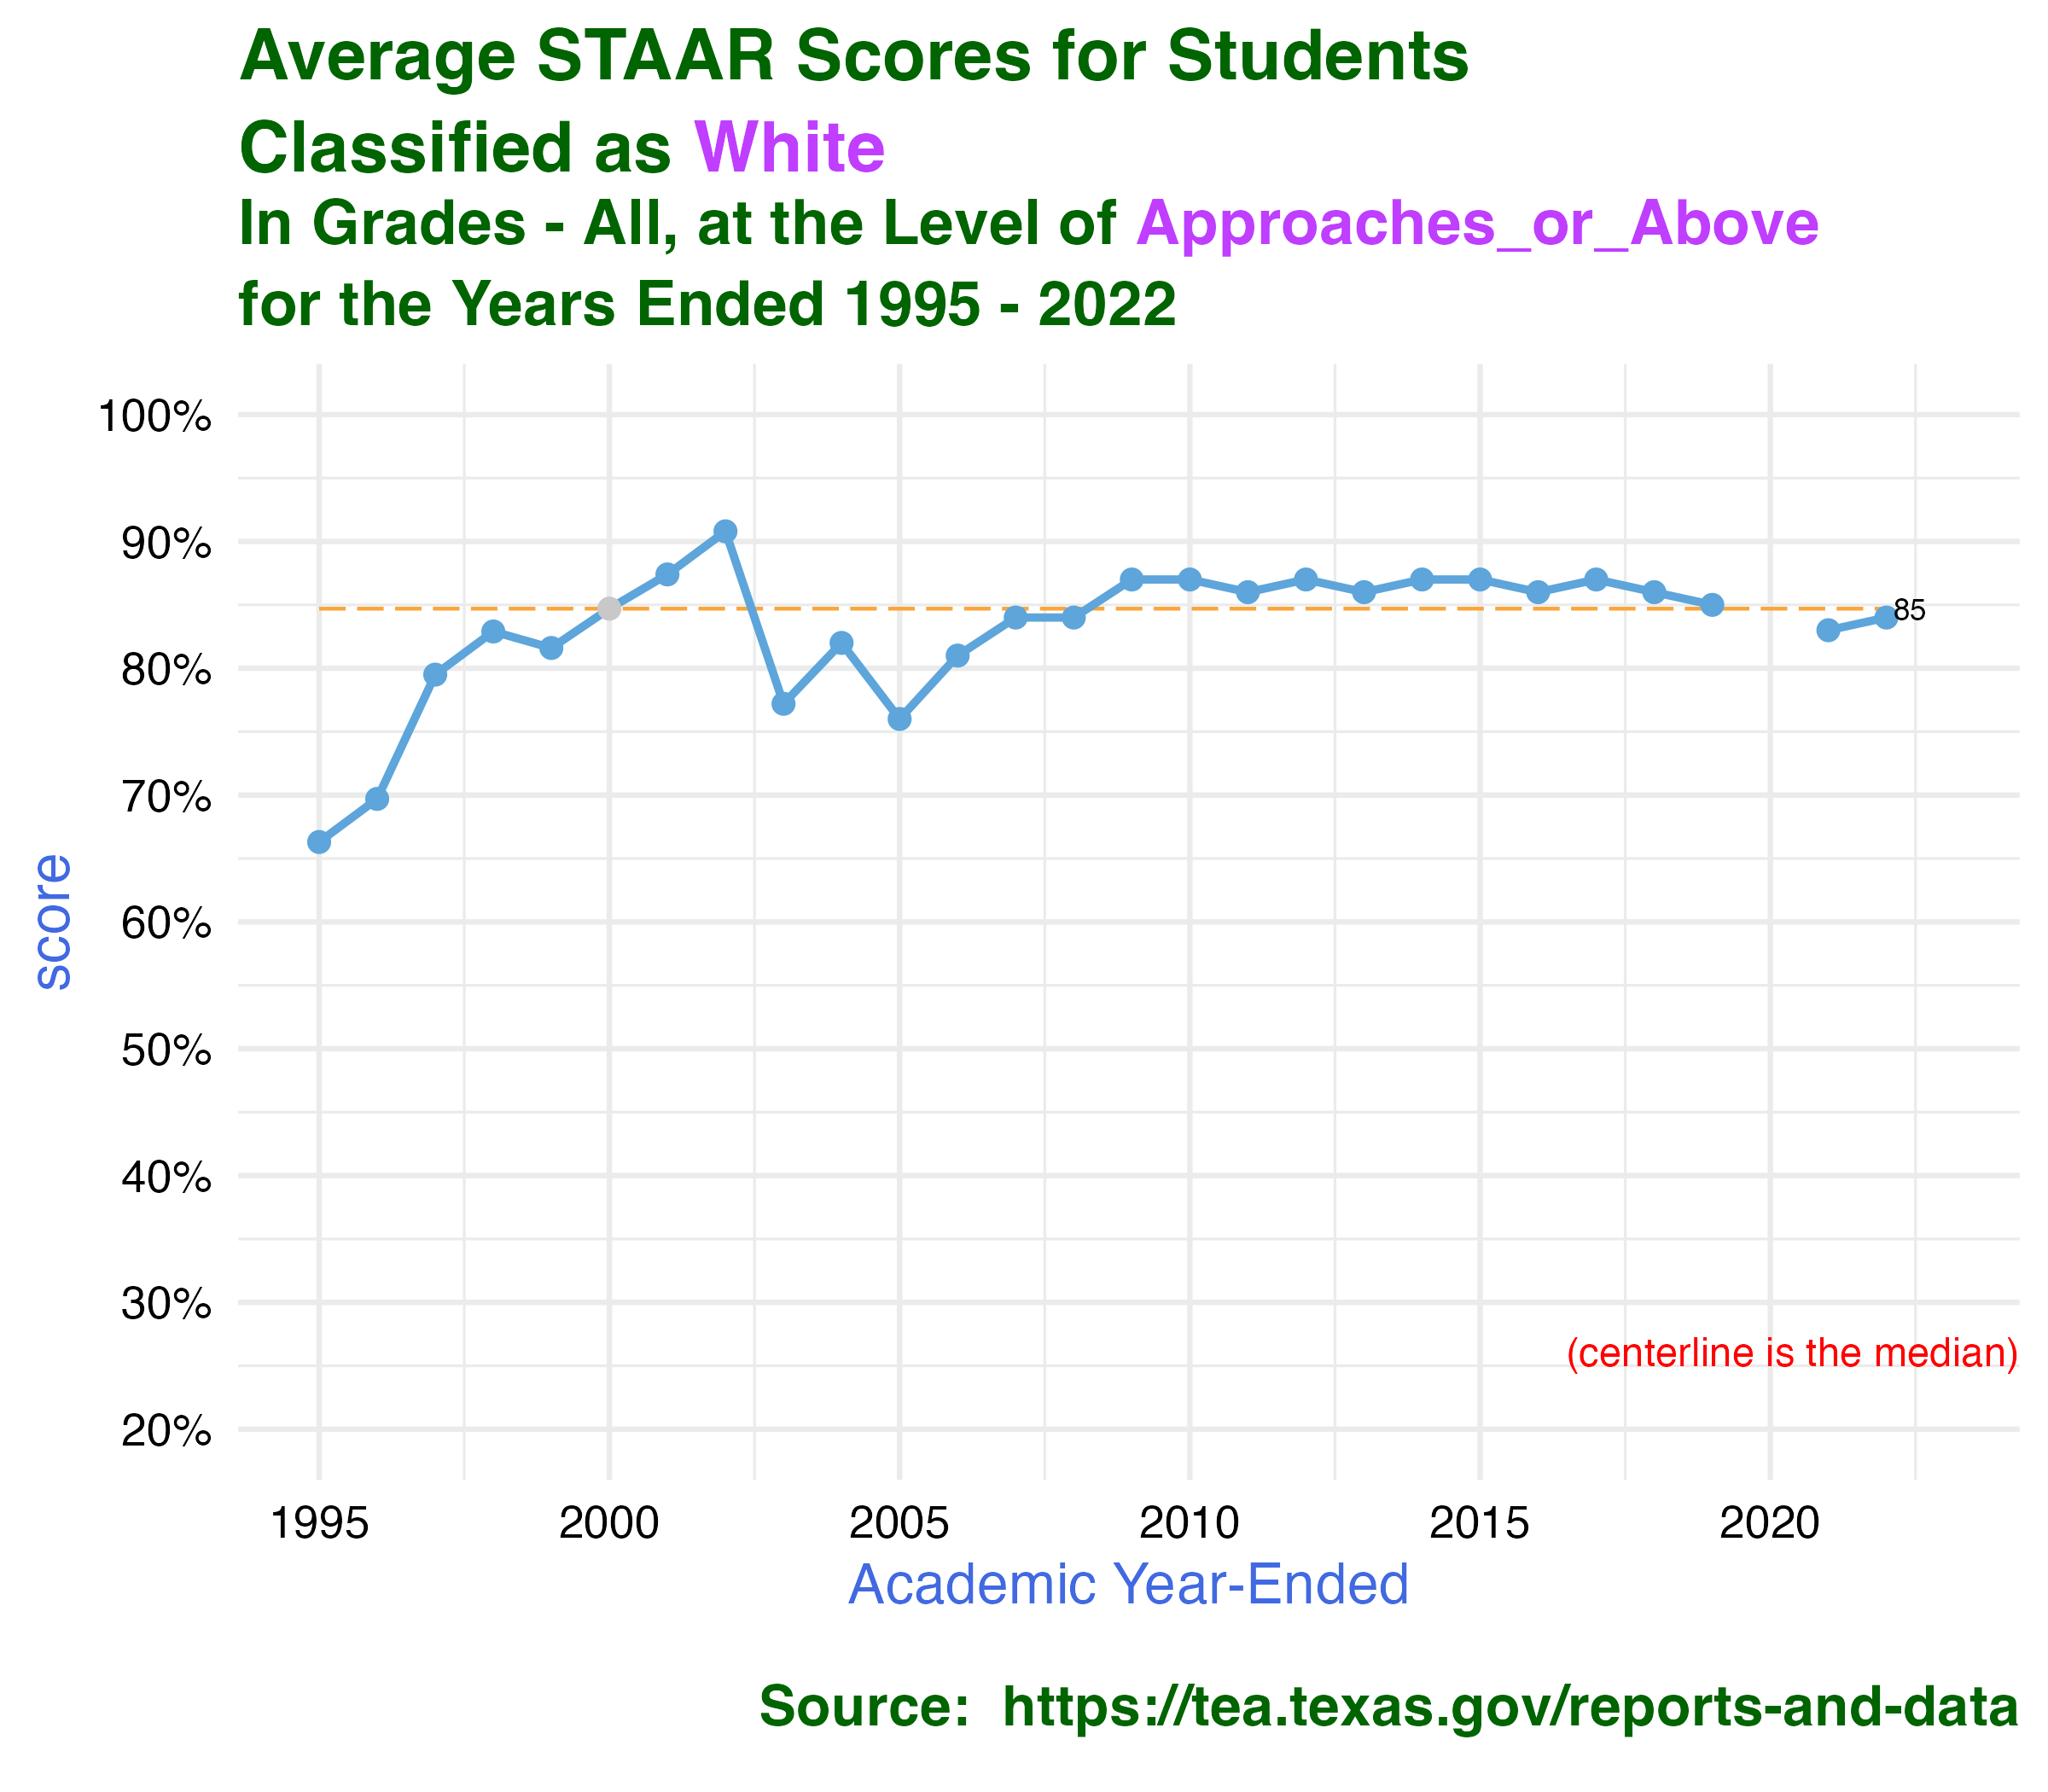 Average STAAR Scores for Students
Classified as White
In Grades - All, at the Level of Approaches_or_Above
for the Years Ended 1995 - 2022
100%
90%
80%
70%
60%
50%
40%
30%
20%
score
85
(centerline is the median)
1995 2000 2005 2010 2015 2020
Academic Year-Ended
Source:  https://tea.texas.gov/reports-and-data